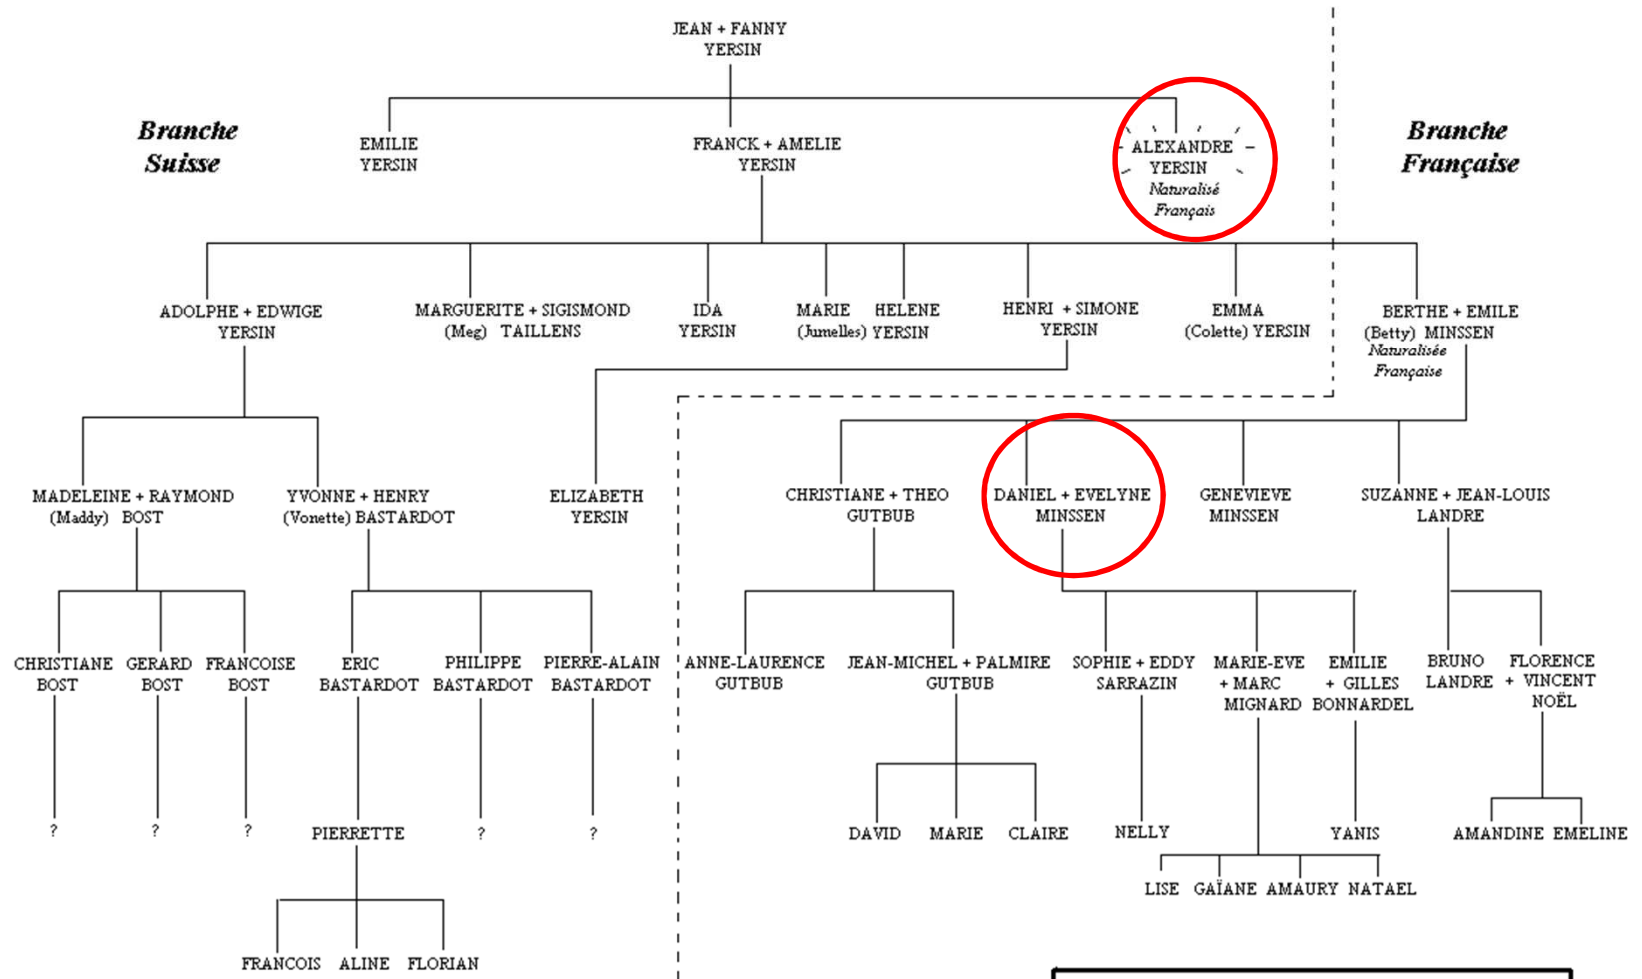 JEAN + FANNY
YERSIN
Branche
Suisse
EMILIE
YERSIN
FRANCK + AMELIE
YERSIN
ALEXANDRE
YERSIN
Naturalisé
Français
Branche
Française
ADOLPHE + EDWIGE
YERSIN
MARGUERITE + SIGISMOND
(Meg) TAILLENS
IDA
YERSIN
MARIE HELENE
(Jumelles) YERSIN
HENRI + SIMONE
YERSIN
EMMA
(Colette) YERSIN
BERTHE + EMILE
(Betty) MINSSEN
Naturalisée
Française
MADELEINE + RAYMOND
(Maddy) BOST
YVONNE + HENRY
(Vonette) BASTARDOT
ELIZABETH
YERSIN
CHRISTIANE + THEO
GUTBUB
DANIEL + EVELYNE
MINSSEN
GENEVIEVE
MINSSEN
SUZANNE + JEAN-LOUIS
LANDRE
CHRISTIANE
BOST
GERARD
BOST
FRANCOISE
BOST
ERIC
BASTARDOT
PHILIPPE
BASTARDOT
PIERRE-ALAIN
BASTARDOT
ANNE-LAURENCE
GUTBUB
JEAN-MICHEL + PALMIRE
GUTBUB
SOPHIE + EDDY
SARRAZIN
MARIE-EVE
+ MARC
MIGNARD
EMILIE
+ GILLES
BONNARDEL
BRUNO
LANDRE
FLORENCE
+ VINCENT
NOËL
?
?
?
PIERRETTE
?
?
DAVID
MARIE
CLAIRE
NELLY
YANIS
AMANDINE
EMELINE
LISE
GAÏANE
AMAURY
NATAEL
FRANCOIS
ALINE
FLORIAN